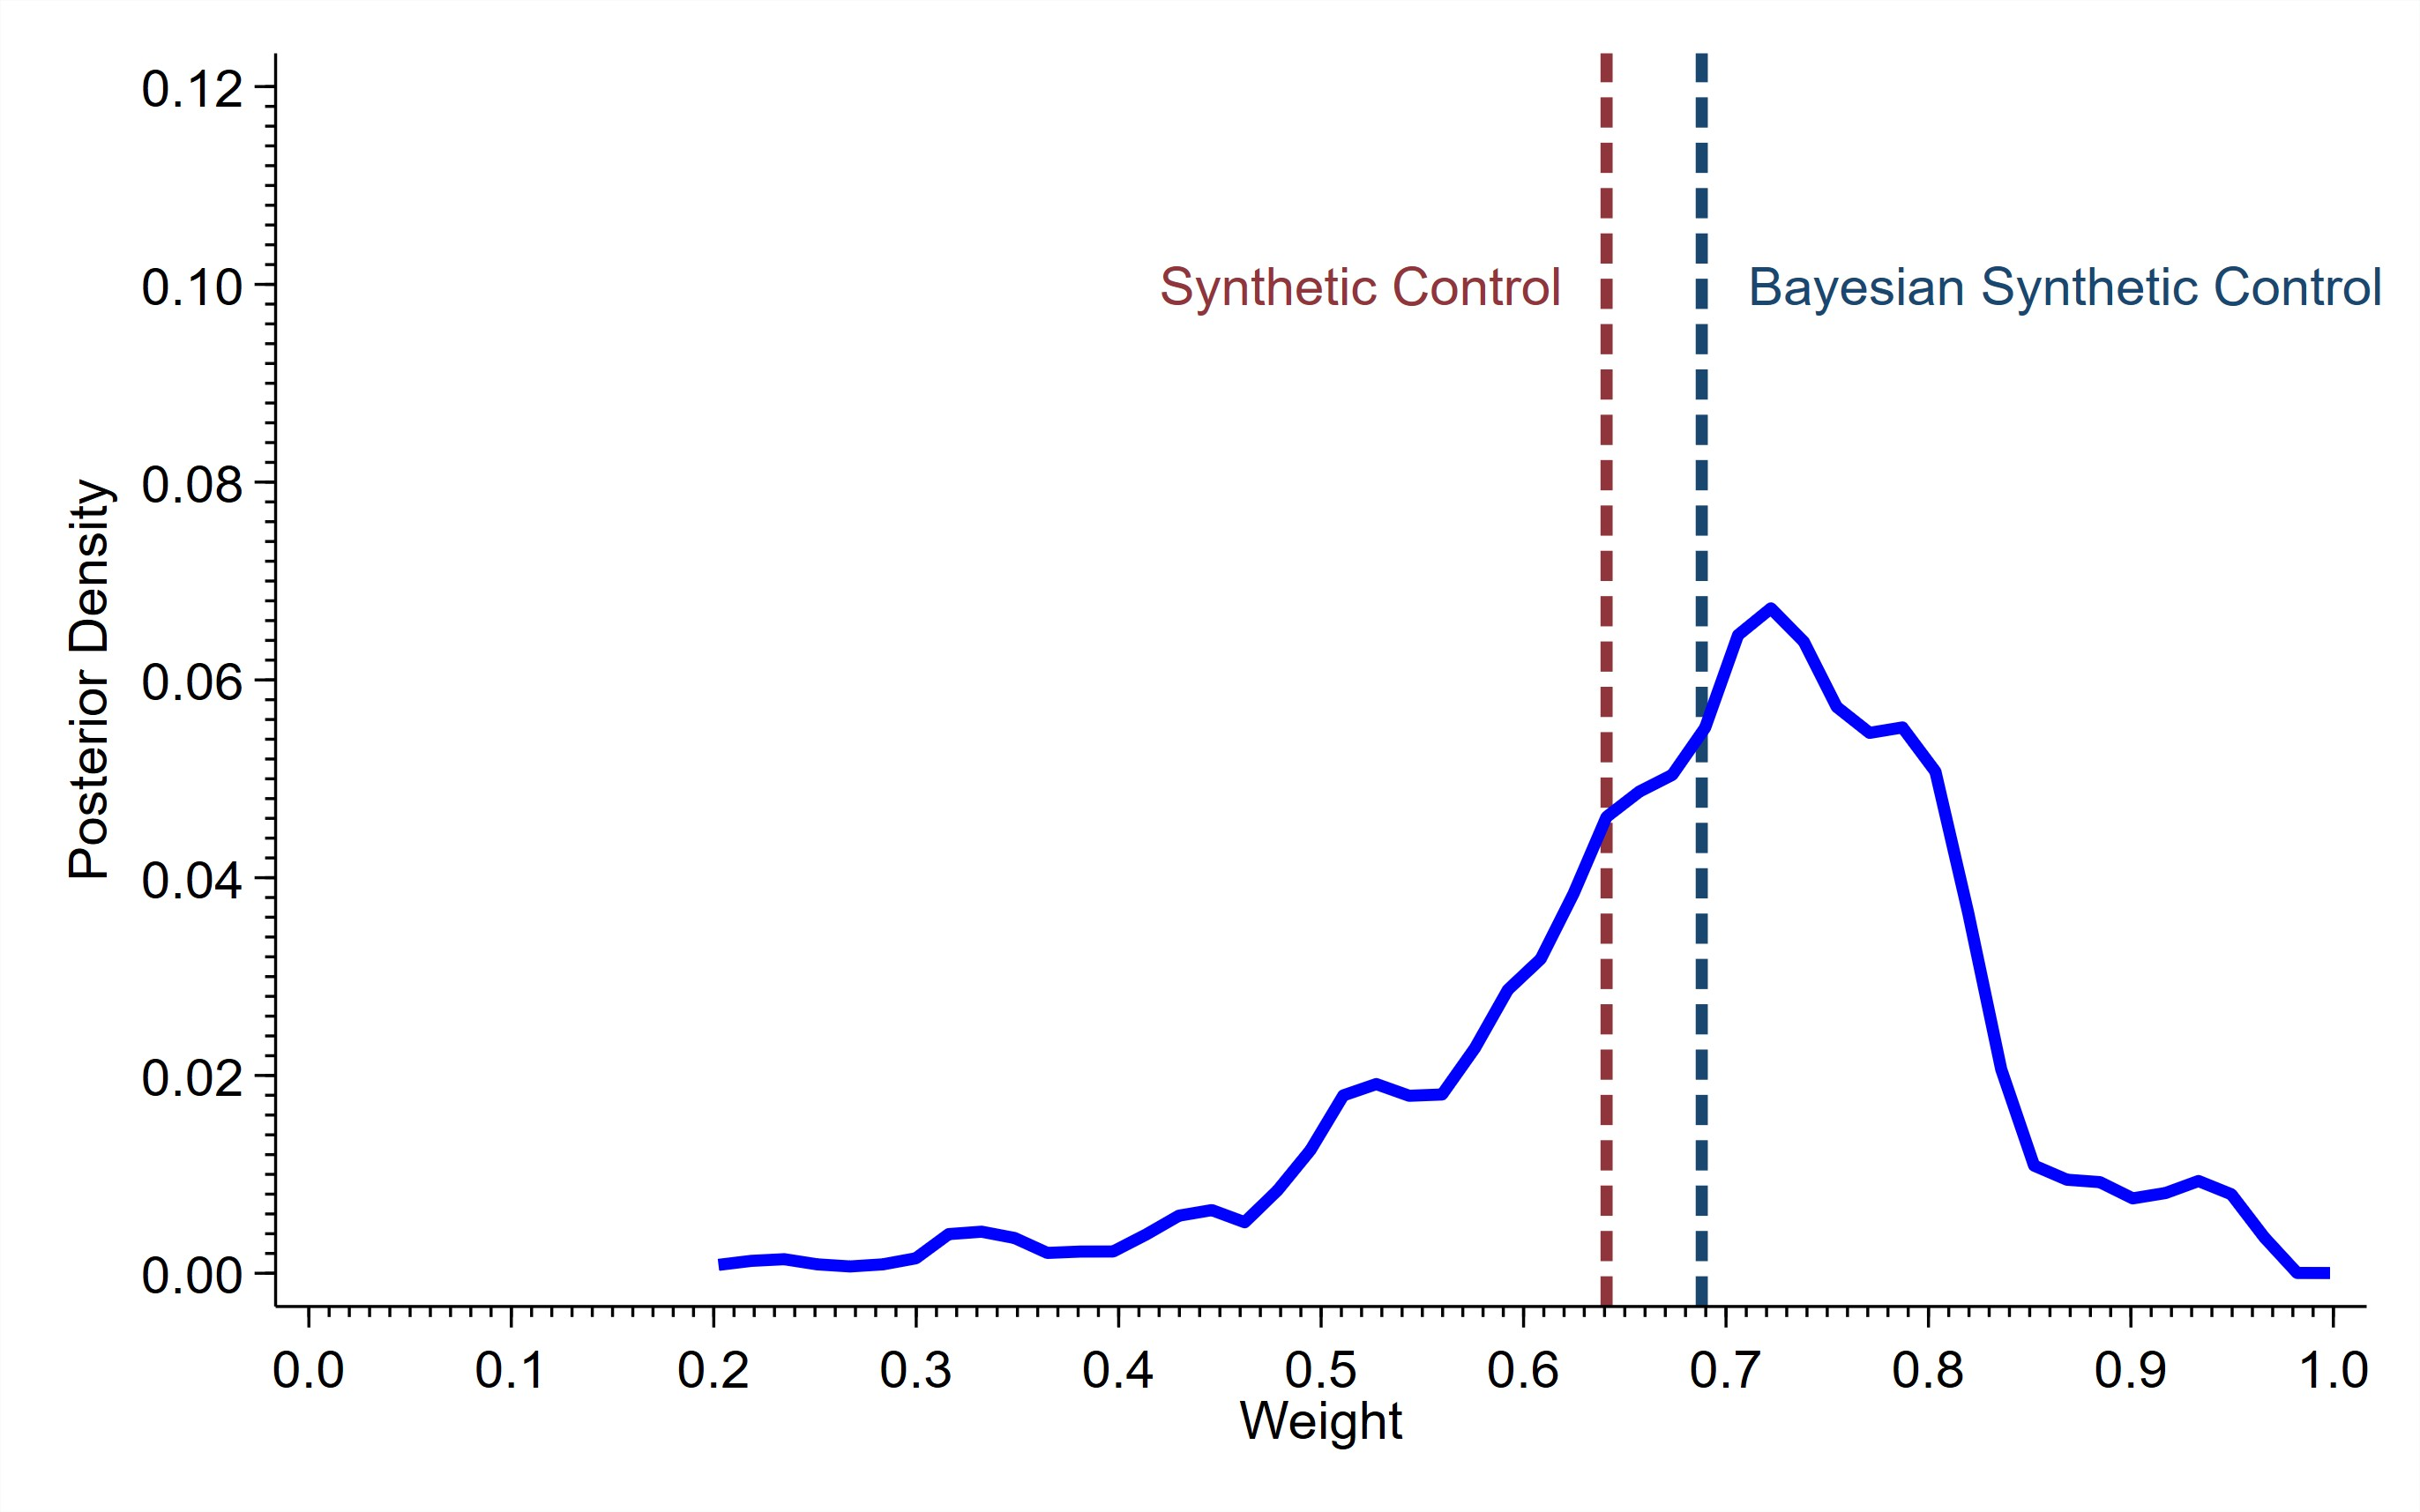 0.12
0.10
0.08
0.06
0.04
0.02
0.00
Posterior Density
Synthetic Control
Bayesian Synthetic Control
0.0 0.1 0.2 0.3 0.4 0.5 0.6 0.7 0.8 0.9 1.0
Weight